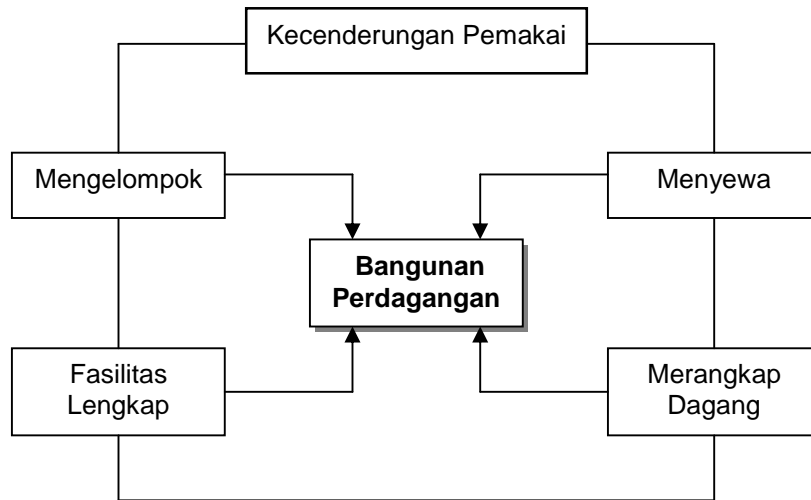 Kecenderungan Pemakai
Mengelompok
Menyewa
Bangunan
Perdagangan
Fasilitas
Lengkap
Merangkap
Dagang